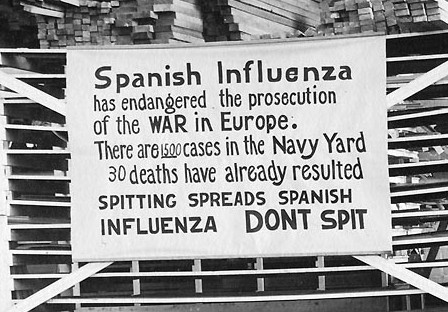 Spanish Influenza
has endangered the prosecution
of the WAR in Europe.
There are 1500 cases in the Navy Yard
30 deaths have already resulted
SPITTING SPREADS SPANISH
INFLUENZA DONT SPIT